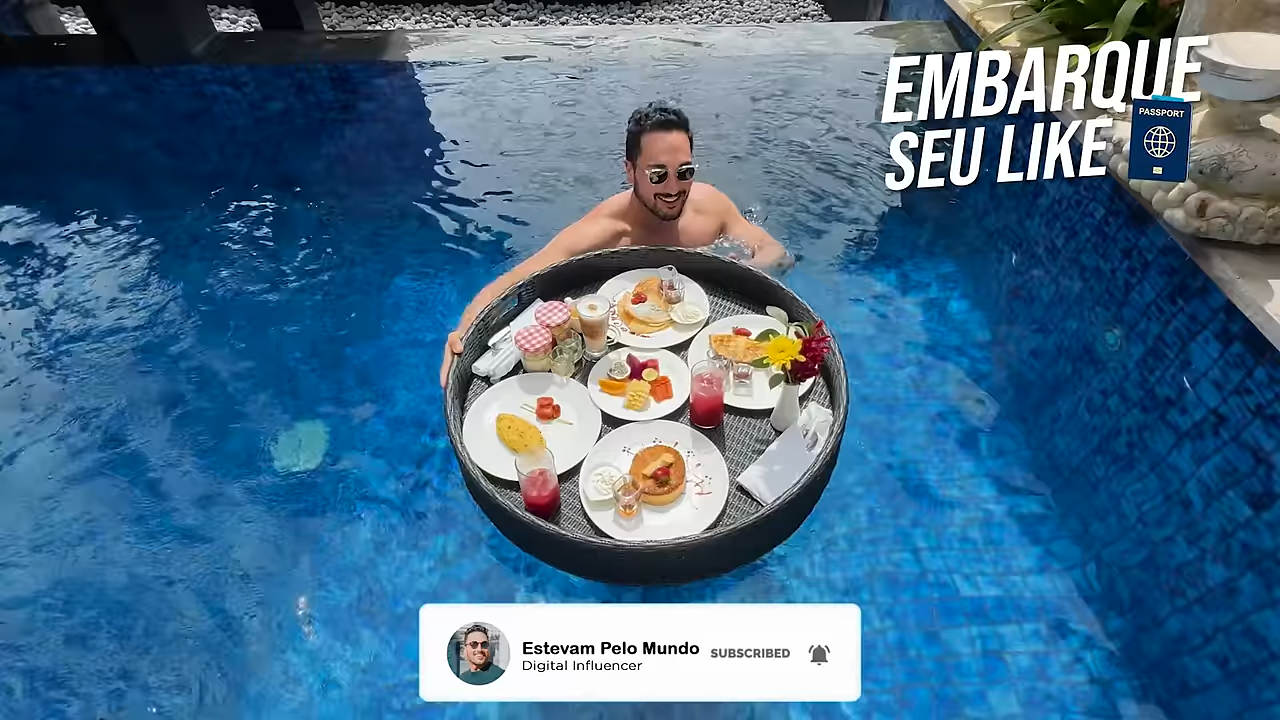 EMBARQUE
SEU LIKE
PASSPORT
Estevam Pelo Mundo
Digital Influencer
SUBSCRIBED